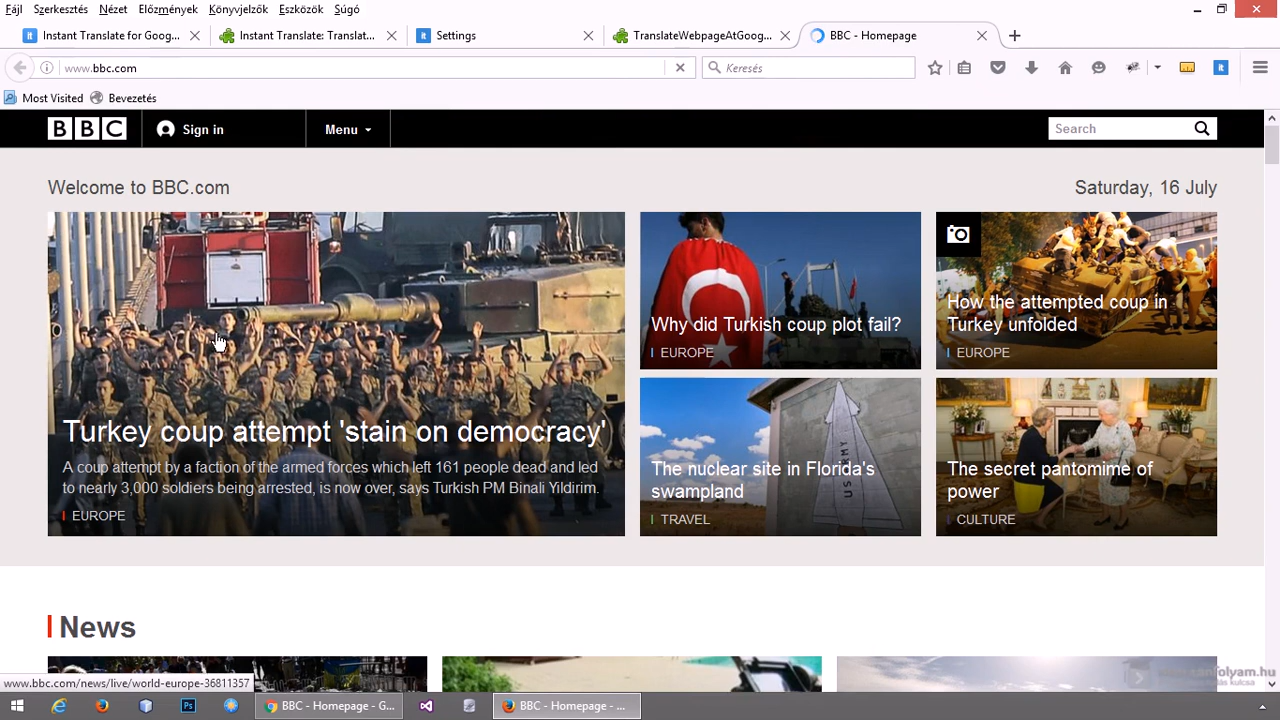 Fájl Szerkesztés Nézet Előzmények Könyvjelzők Eszközök Súgó
Instant Translate for Goog... Instant Translate: Translat... Settings TranslateWebpageAtGoog... BBC - Homepage
www.bbc.com Keresés
Most Visited Bevezetés
BBC Sign in Menu Search
Welcome to BBC.com Saturday, 16 July
Turkey coup attempt 'stain on democracy'
A coup attempt by a faction of the armed forces which left 161 people dead and led
to nearly 3,000 soldiers being arrested, is now over, says Turkish PM Binali Yildirim.
EUROPE
Why did Turkish coup plot fail?
EUROPE
How the attempted coup in
Turkey unfolded
EUROPE
US ARMY
The nuclear site in Florida's
swampland
TRAVEL
The secret pantomime of
power
CULTURE
News
www.bbc.com/news/live/world-europe-36811357
BBC - Homepage - G... BBC - Homepage - ...